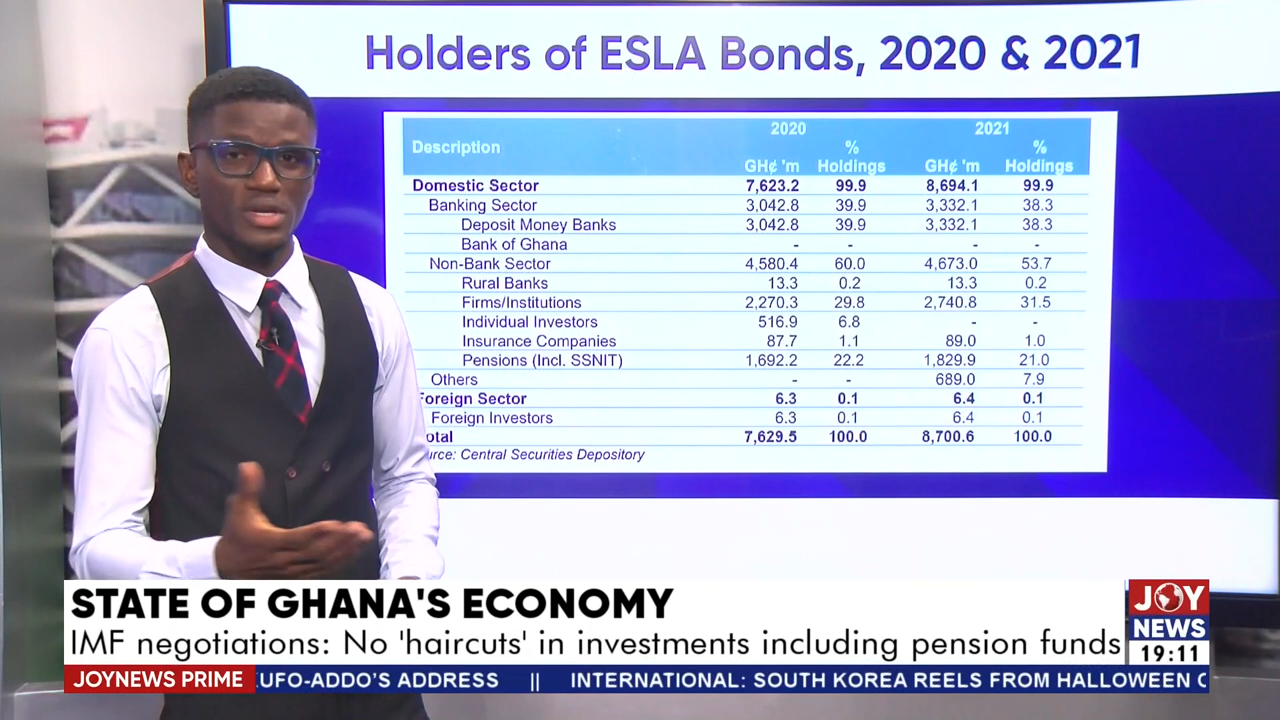 Holders of ESLA Bonds, 2020 & 2021
2020 2021
Description GH¢ 'm % Holdings GH¢ 'm % Holdings
Domestic Sector 7,623.2 99.9 8,694.1 99.9
Banking Sector 3,042.8 39.9 3,332.1 38.3
Deposit Money Banks 3,042.8 39.9 3,332.1 38.3
Bank of Ghana - - - -
Non-Bank Sector 4,580.4 60.0 4,673.0 53.7
Rural Banks 13.3 0.2 13.3 0.2
Firms/Institutions 2,270.3 29.8 2,740.8 31.5
Individual Investors 516.9 6.8 - -
Insurance Companies 87.7 1.1 89.0 1.0
Pensions (Incl. SSNIT) 1,692.2 22.2 1,829.9 21.0
Others - - 689.0 7.9
Foreign Sector 6.3 0.1 6.4 0.1
Foreign Investors 6.3 0.1 6.4 0.1
otal 7,629.5 100.0 8,700.6 100.0
urce: Central Securities Depository
STATE OF GHANA'S ECONOMY
IMF negotiations: No 'haircuts' in investments including pension funds
JOY
NEWS
19:11
JOYNEWS PRIME UFO-ADDO'S ADDRESS || INTERNATIONAL: SOUTH KOREA REELS FROM HALLOWEEN